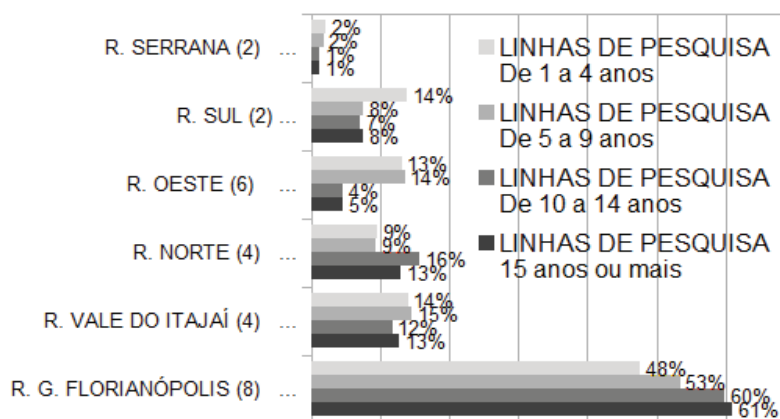 R. SERRANA (2) ...
2%
2%
1%
1%
R. SUL (2) ...
14%
8%
7%
8%
R. OESTE (6) ...
13%
14%
4%
5%
R. NORTE (4) ...
9%
9%
16%
13%
R. VALE DO ITAJAÍ (4) ...
14%
15%
12%
13%
R. G. FLORIANÓPOLIS (8) ...
48%
53%
60%
61%
LINHAS DE PESQUISA
De 1 a 4 anos
LINHAS DE PESQUISA
De 5 a 9 anos
LINHAS DE PESQUISA
De 10 a 14 anos
LINHAS DE PESQUISA
15 anos ou mais